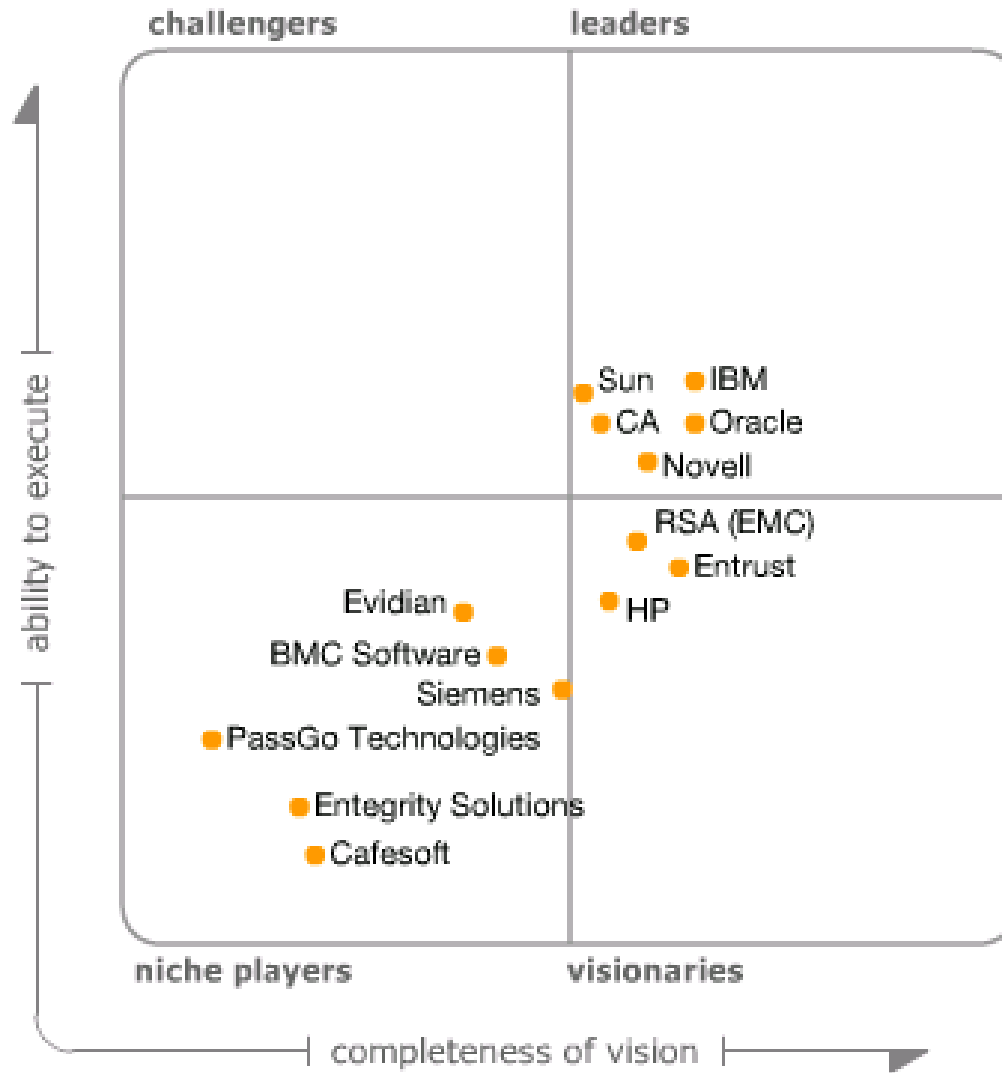 challengers
leaders
ability to execute
Sun
IBM
CA
Oracle
Novell
RSA (EMC)
Entrust
HP
Evidian
BMC Software
Siemens
PassGo Technologies
Entegrity Solutions
Cafesoft
niche players
visionaries
completeness of vision